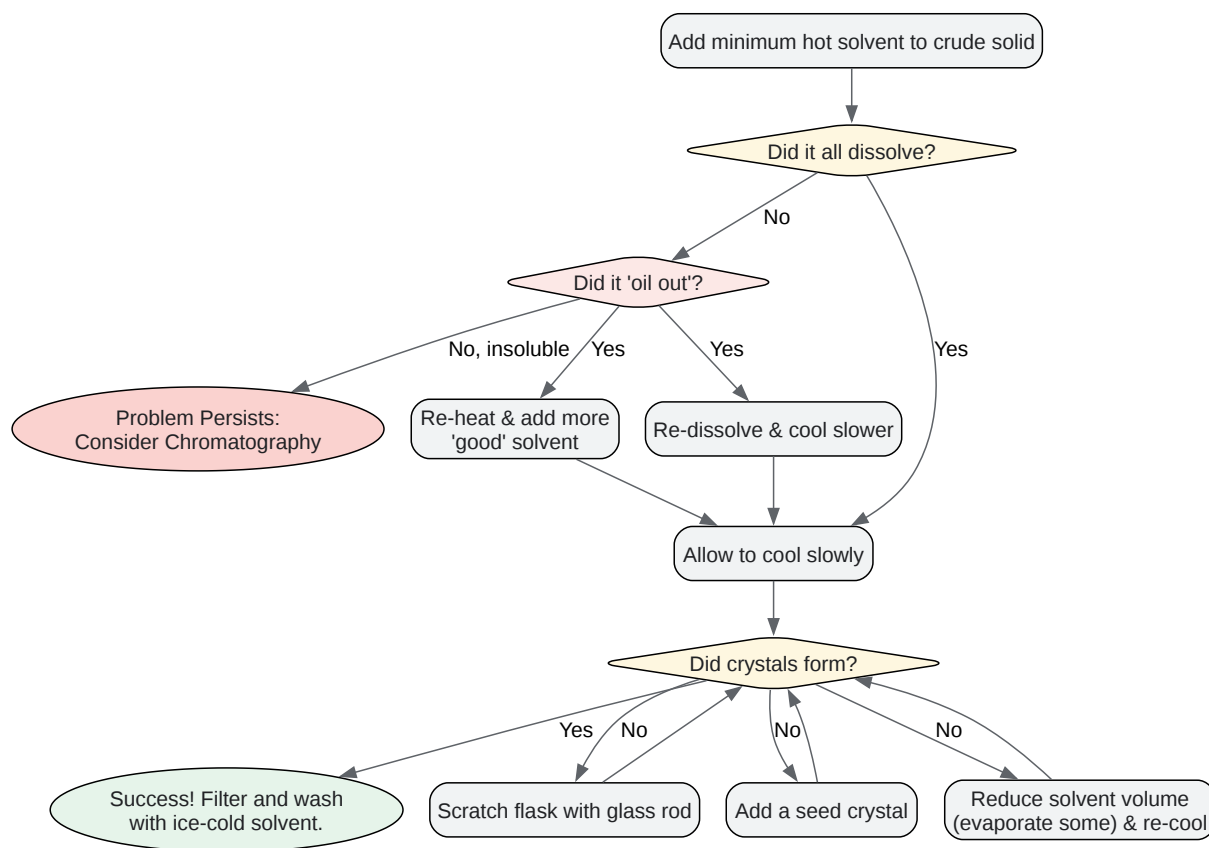 Add minimum hot solvent to crude solid
Did it all dissolve?
No
Did it 'oil out'?
No, insoluble
Yes
Yes
Yes
Problem Persists:
Consider Chromatography
Re-heat & add more
'good' solvent
Re-dissolve & cool slower
Allow to cool slowly
Did crystals form?
Yes
No
No
No
Success! Filter and wash
with ice-cold solvent.
Scratch flask with glass rod
Add a seed crystal
Reduce solvent volume
(evaporate some) & re-cool